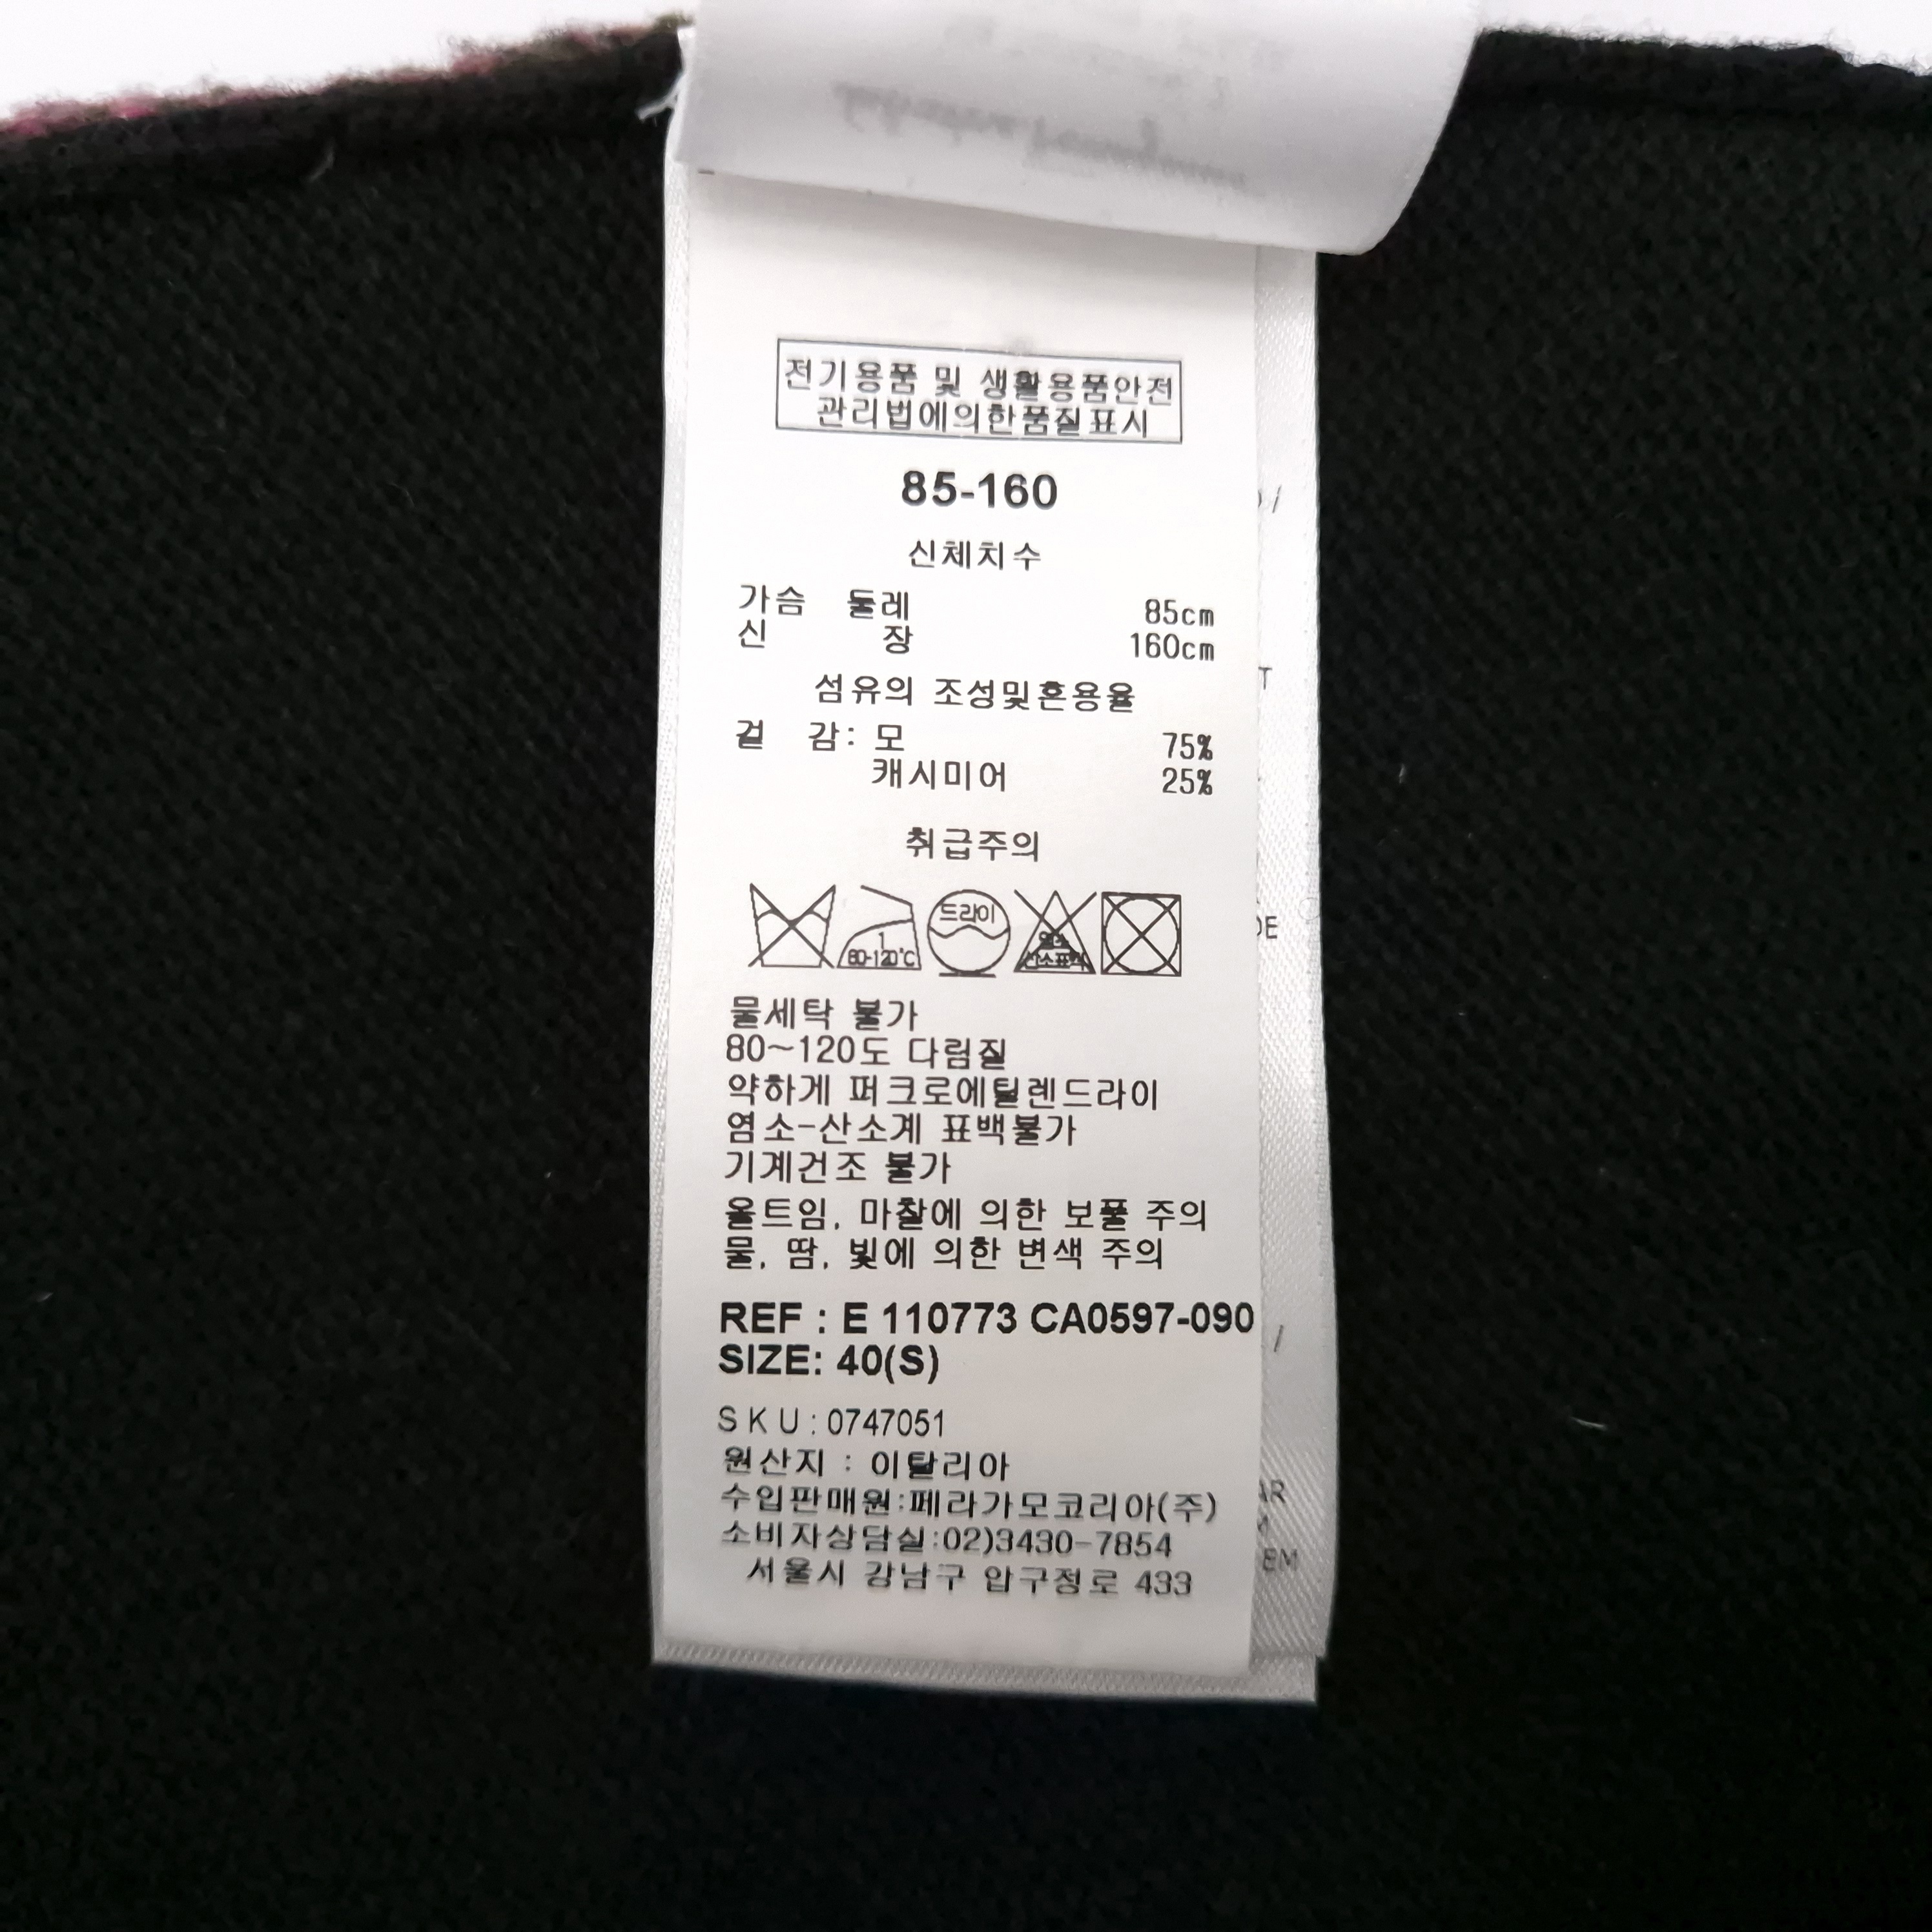 전기용품 및 생활용품안전
관리법에의한품질표시
85-160
신체치수
가슴 둘레 85cm
신 장 160cm
섬유의 조성및혼용율
겉 감: 모 75%
캐시미어 25%
취급주의
1
80-120℃
드라이
염소
산소표백
물세탁 불가
80~120도 다림질
약하게 퍼크로에틸렌드라이
염소-산소계 표백불가
기계건조 불가
올트임, 마찰에 의한 보풀 주의
물, 땀, 빛에 의한 변색 주의
REF : E 110773 CA0597-090
SIZE: 40(S)
SKU:0747051
원산지 : 이탈리아
수입판매원:페라가모코리아(주)
소비자상담실:02)3430-7854
서울시 강남구 압구정로 433